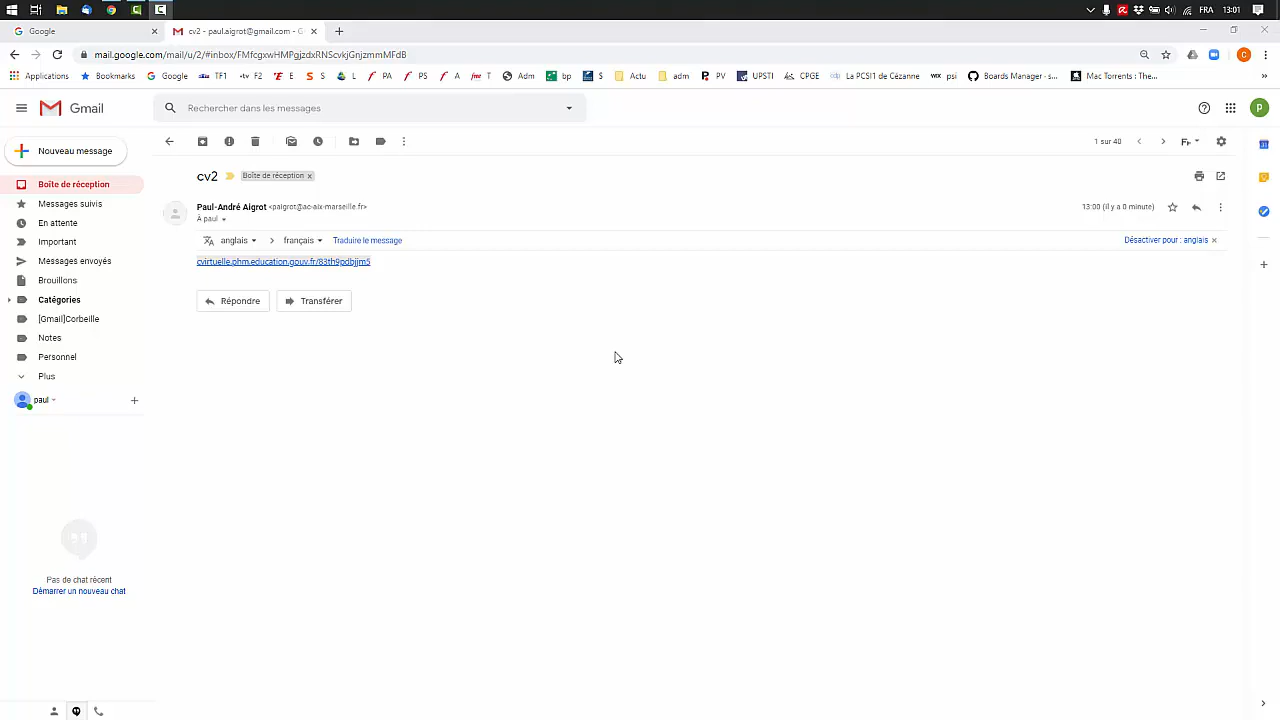 FRA 13:01
Google
cv2 - paul.aigrot@gmail.com - Gm
mail.google.com/mail/u/2/#inbox/FMfcgxwHMPgjzdxRNScvkjGnjzmmMFdB
Applications Bookmarks Google TF1 F2 E S S L PA PS A T Adm bp S Actu adm PV UPSTI CPGE La PCSI1 de Cézanne psi Boards Manager - s... Mac Torrents : The... »
Gmail Rechercher dans les messages p
Nouveau message
1 sur 40
Boîte de réception
Messages suivis
En attente
Important
Messages envoyés
Brouillons
Catégories
[Gmail]Corbeille
Notes
Personnel
Plus
paul
cv2 Boîte de réception x
Paul-André Aigrot <paigrot@ac-aix-marseille.fr> 13:00 (il y a 0 minute)
À paul
anglais > français Traduire le message Désactiver pour : anglais x
cvirtuelle.phm.education.gouv.fr/83th9pdbjjm5
Répondre Transférer
Pas de chat récent
Démarrer un nouveau chat